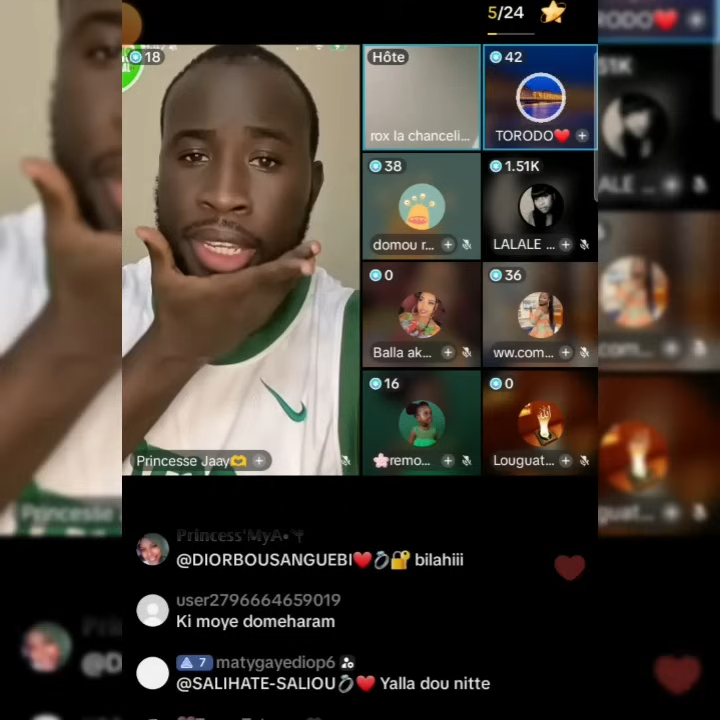 5/24
18
Hôte
rox la chanceli...
42
TORODO❤️
38
domou r...
1.51K
LALALE ...
0
Balla ak...
36
ww.com...
Princesse Jaay🫶
16
🌸remo...
0
Louguat...
Princess'MyA•
@DIORBOUSANGUEBI❤️💍🔐 bilahiii
user2796664659019
Ki moye domeharam
7 matygayediop6
@SALIHATE-SALIOU💍❤️ Yalla dou nitte